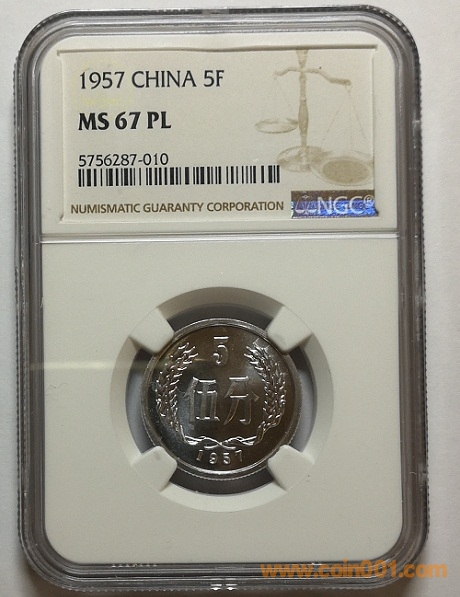 1957 CHINA 5F
MS 67 PL
5756287-010
NUMISMATIC GUARANTY CORPORATION
NGC®
5
伍分
1957
www.coin001.com